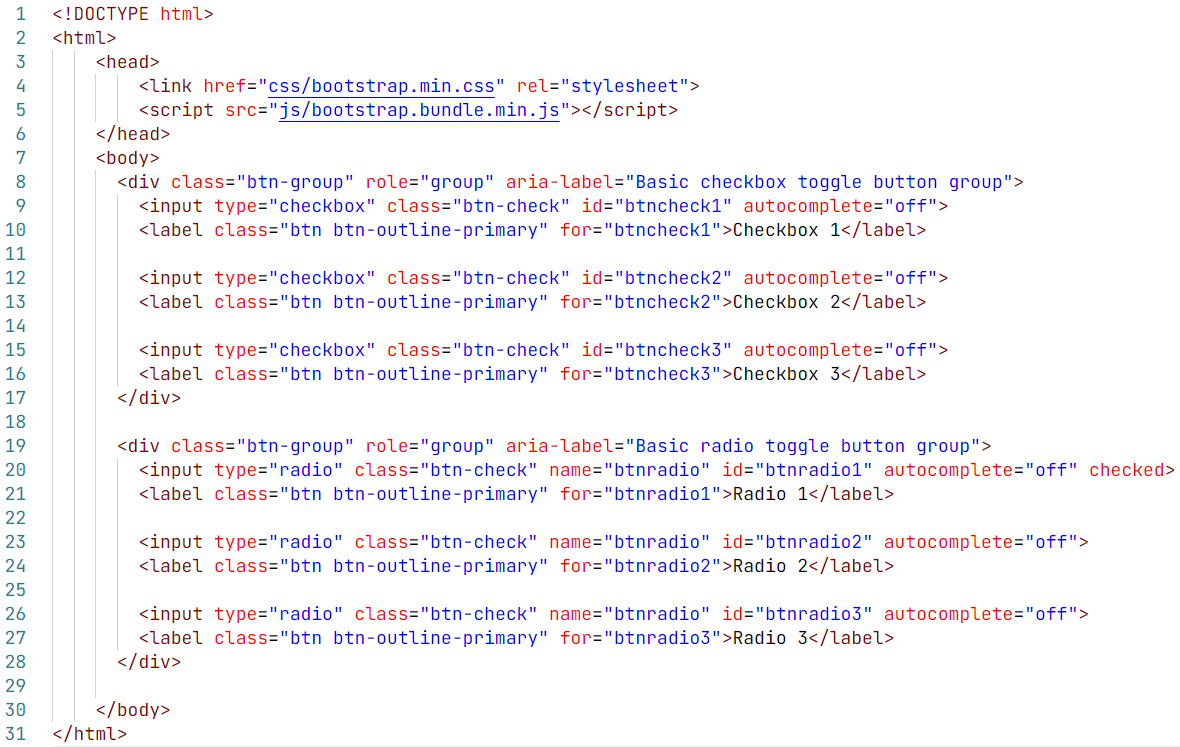 1 <!DOCTYPE html>
2 <html>
3     <head>
4         <link href="css/bootstrap.min.css" rel="stylesheet">
5         <script src="js/bootstrap.bundle.min.js"></script>
6     </head>
7     <body>
8       <div class="btn-group" role="group" aria-label="Basic checkbox toggle button group">
9         <input type="checkbox" class="btn-check" id="btncheck1" autocomplete="off">
10         <label class="btn btn-outline-primary" for="btncheck1">Checkbox 1</label>
11
12         <input type="checkbox" class="btn-check" id="btncheck2" autocomplete="off">
13         <label class="btn btn-outline-primary" for="btncheck2">Checkbox 2</label>
14
15         <input type="checkbox" class="btn-check" id="btncheck3" autocomplete="off">
16         <label class="btn btn-outline-primary" for="btncheck3">Checkbox 3</label>
17       </div>
18
19       <div class="btn-group" role="group" aria-label="Basic radio toggle button group">
20         <input type="radio" class="btn-check" name="btnradio" id="btnradio1" autocomplete="off" checked>
21         <label class="btn btn-outline-primary" for="btnradio1">Radio 1</label>
22
23         <input type="radio" class="btn-check" name="btnradio" id="btnradio2" autocomplete="off">
24         <label class="btn btn-outline-primary" for="btnradio2">Radio 2</label>
25
26         <input type="radio" class="btn-check" name="btnradio" id="btnradio3" autocomplete="off">
27         <label class="btn btn-outline-primary" for="btnradio3">Radio 3</label>
28       </div>
29
30     </body>
31 </html>